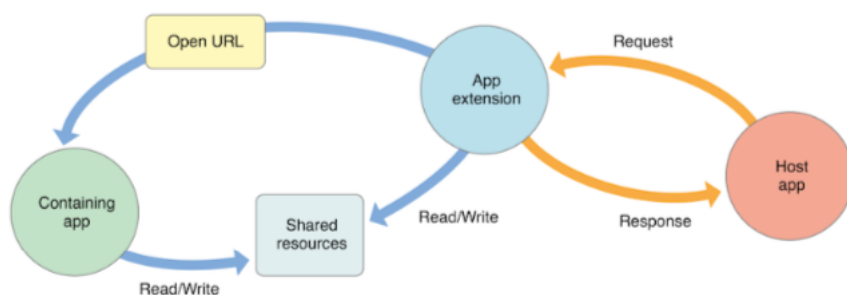 Open URL
Request
App
extension
Host
app
Containing
app
Shared
resources
Read/Write
Response
Read/Write